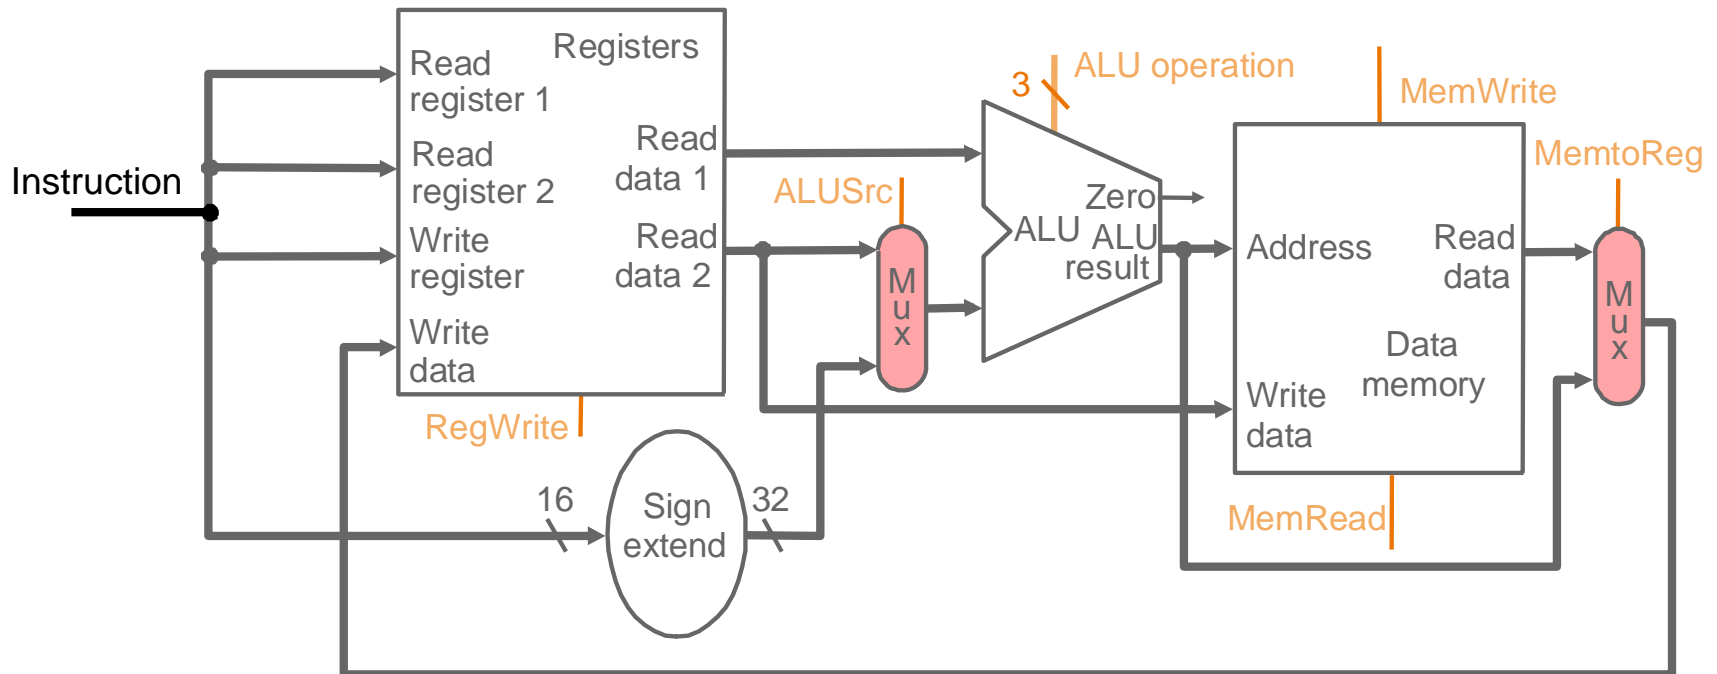 Instruction
Registers
Read
register 1
Read
register 2
Write
register
Write
data
Read
data 1
Read
data 2
RegWrite
16
Sign
extend
32
ALUSrc
M
u
x
3
ALU operation
Zero
ALU
ALU
result
MemWrite
Address
Read
data
Write
data
Data
memory
MemRead
MemtoReg
M
u
x